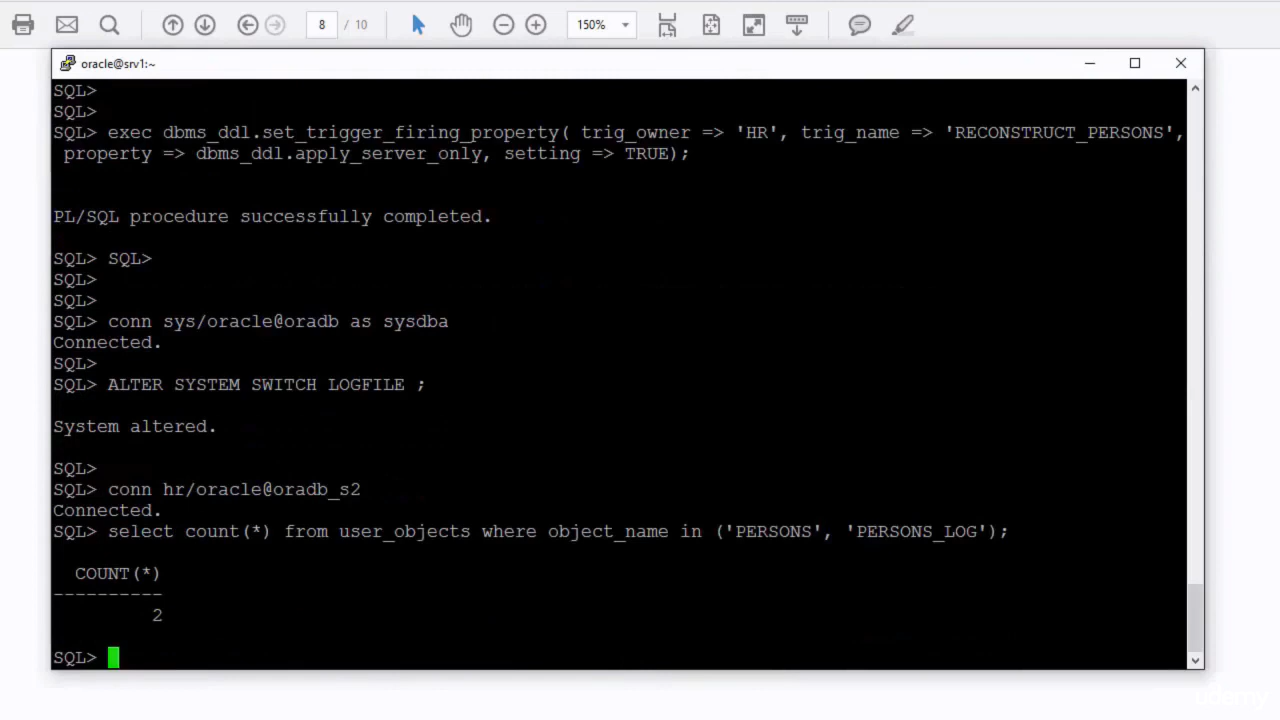 8 / 10
150%
oracle@srv1:~
SQL>
SQL>
SQL> exec dbms_ddl.set_trigger_firing_property( trig_owner => 'HR', trig_name => 'RECONSTRUCT_PERSONS',
property => dbms_ddl.apply_server_only, setting => TRUE);
PL/SQL procedure successfully completed.
SQL> SQL>
SQL>
SQL>
SQL> conn sys/oracle@oradb as sysdba
Connected.
SQL>
SQL> ALTER SYSTEM SWITCH LOGFILE ;
System altered.
SQL>
SQL> conn hr/oracle@oradb_s2
Connected.
SQL> select count(*) from user_objects where object_name in ('PERSONS', 'PERSONS_LOG');
COUNT(*)
----------
2
SQL>
udemy